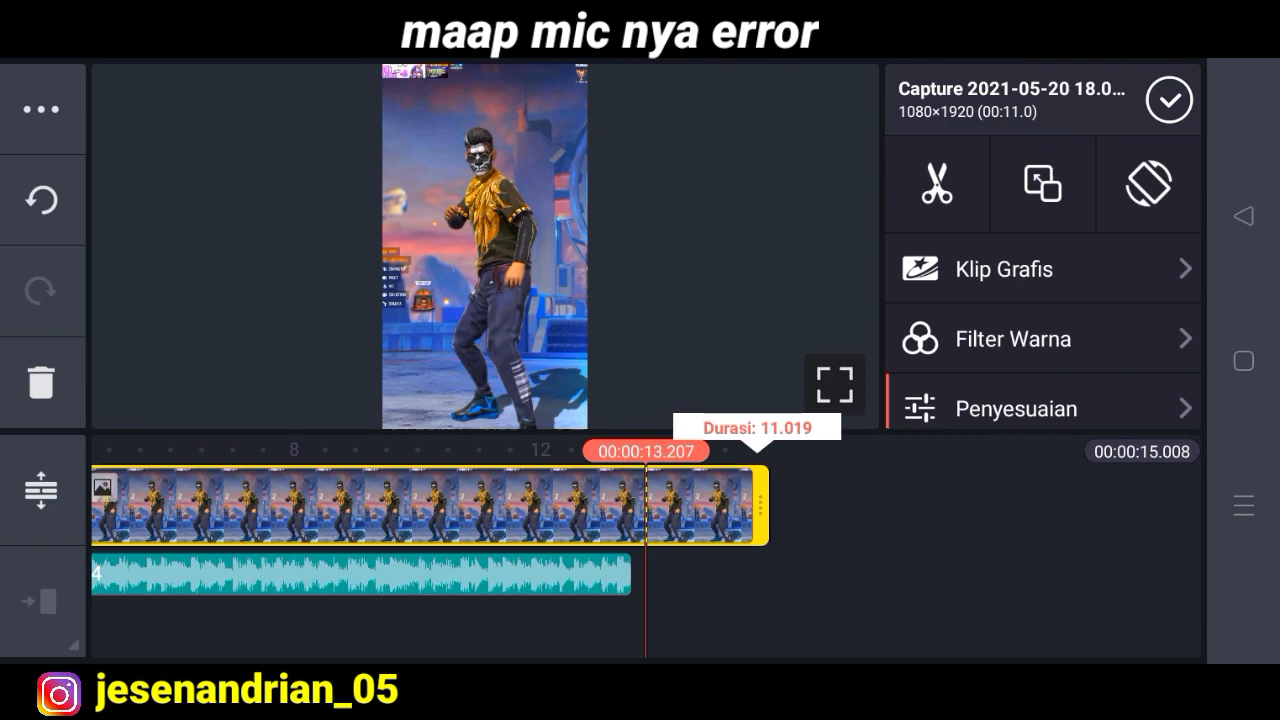 maap mic nya error
Capture 2021-05-20 18.0...
1080×1920 (00:11.0)
Klip Grafis
Filter Warna
Penyesuaian
Durasi: 11.019
8
12
00:00:13.207
00:00:15.008
4
jesenandrian_05